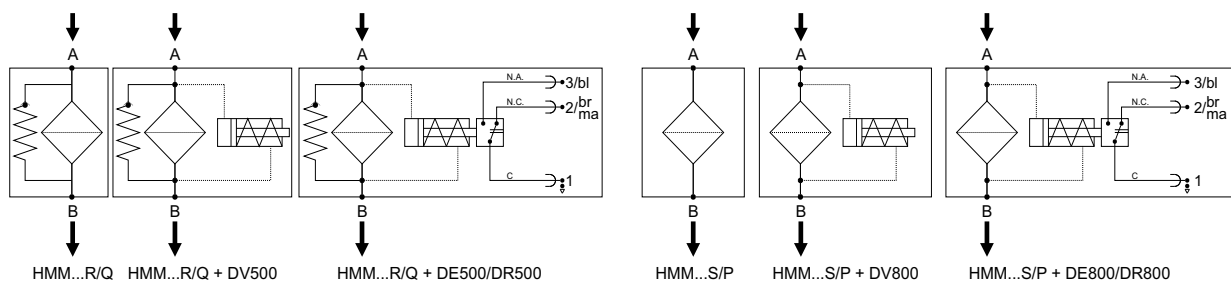 A A A A A A
N.A. 3/bl N.A. 3/bl
N.C. 2/br ma N.C. 2/br ma
C 1 C 1
B B B B B B
HMM...R/Q HMM...R/Q + DV500 HMM...R/Q + DE500/DR500 HMM...S/P HMM...S/P + DV800 HMM...S/P + DE800/DR800